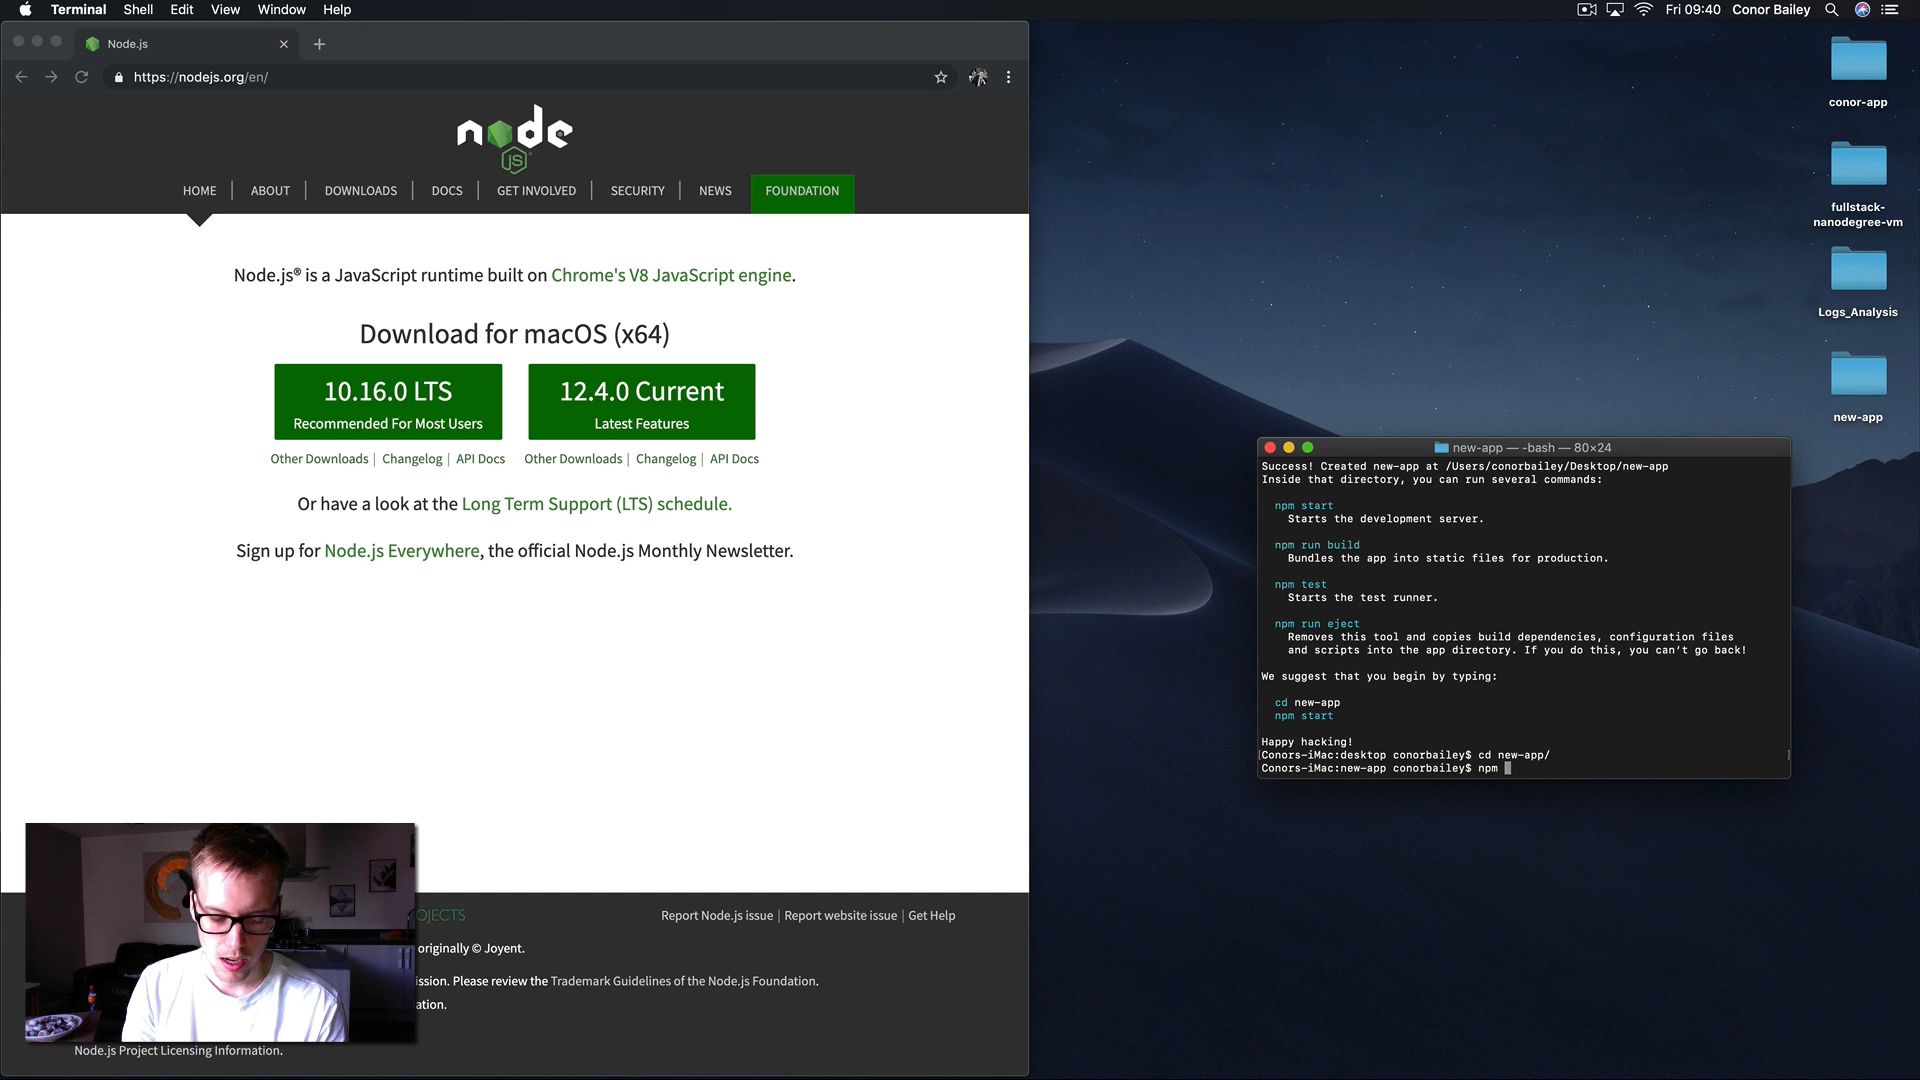 Terminal Shell Edit View Window Help
Fri 09:40 Conor Bailey
Node.js
https://nodejs.org/en/
node
JS
HOME | ABOUT | DOWNLOADS | DOCS | GET INVOLVED | SECURITY | NEWS FOUNDATION
Node.js® is a JavaScript runtime built on Chrome's V8 JavaScript engine.
Download for macOS (x64)
10.16.0 LTS
Recommended For Most Users
12.4.0 Current
Latest Features
Other Downloads | Changelog | API Docs
Other Downloads | Changelog | API Docs
Or have a look at the Long Term Support (LTS) schedule.
Sign up for Node.js Everywhere, the official Node.js Monthly Newsletter.
OJECTS
Report Node.js issue | Report website issue | Get Help
originally © Joyent.
ission. Please review the Trademark Guidelines of the Node.js Foundation.
ation.
Node.js Project Licensing Information.
conor-app
fullstack-
nanodegree-vm
Logs_Analysis
new-app
new-app — -bash — 80×24
Success! Created new-app at /Users/conorbailey/Desktop/new-app
Inside that directory, you can run several commands:
npm start
Starts the development server.
npm run build
Bundles the app into static files for production.
npm test
Starts the test runner.
npm run eject
Removes this tool and copies build dependencies, configuration files
and scripts into the app directory. If you do this, you can’t go back!
We suggest that you begin by typing:
cd new-app
npm start
Happy hacking!
[Conors-iMac:desktop conorbailey$ cd new-app/ ]
Conors-iMac:new-app conorbailey$ npm